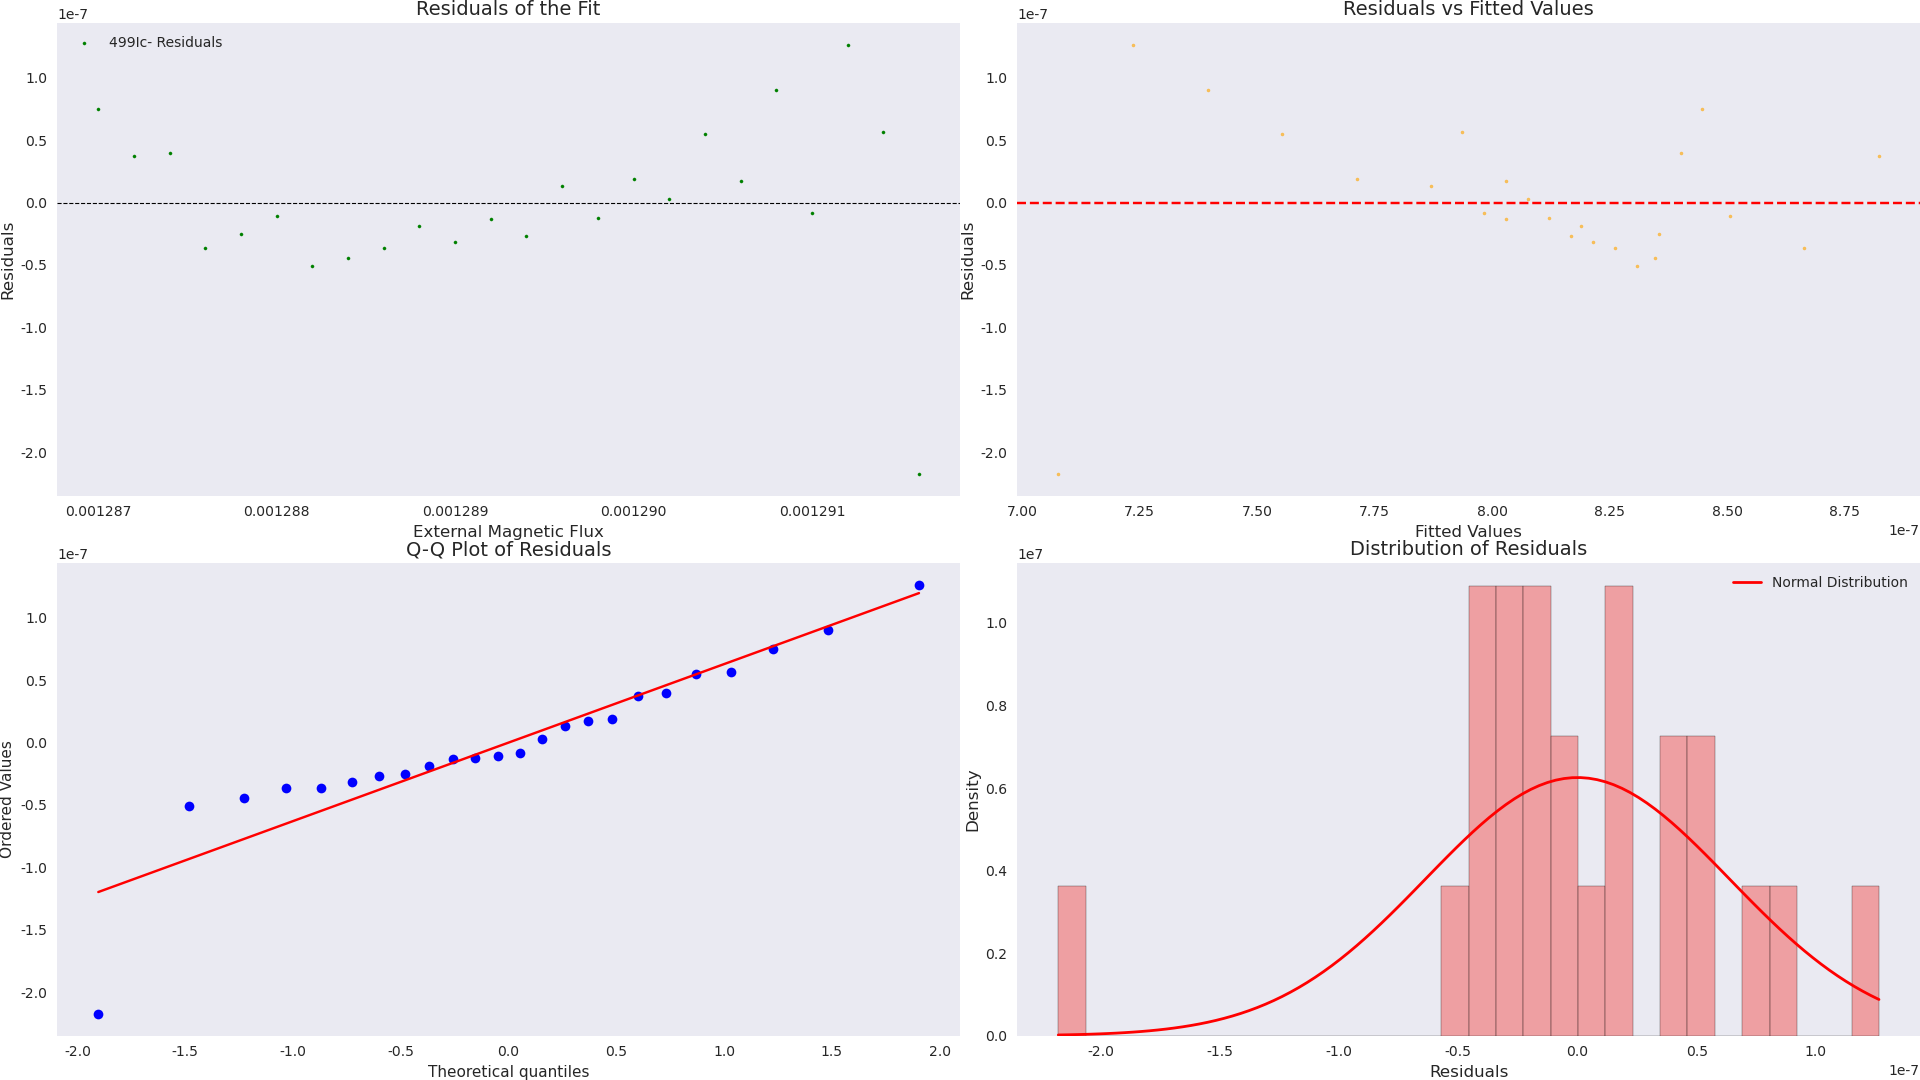 Residuals of the Fit
1e-7
499Ic- Residuals
1.0
0.5
0.0
-0.5
-1.0
-1.5
-2.0
Residuals
0.001287 0.001288 0.001289 0.001290 0.001291
External Magnetic Flux
Residuals vs Fitted Values
1e-7
1.0
0.5
0.0
-0.5
-1.0
-1.5
-2.0
Residuals
7.00 7.25 7.50 7.75 8.00 8.25 8.50 8.75
Fitted Values
1e-7
Q-Q Plot of Residuals
1e-7
1.0
0.5
0.0
-0.5
-1.0
-1.5
-2.0
Ordered Values
-2.0 -1.5 -1.0 -0.5 0.0 0.5 1.0 1.5 2.0
Theoretical quantiles
Distribution of Residuals
1e7
Normal Distribution
1.0
0.8
0.6
0.4
0.2
0.0
Density
-2.0 -1.5 -1.0 -0.5 0.0 0.5 1.0
Residuals
1e-7